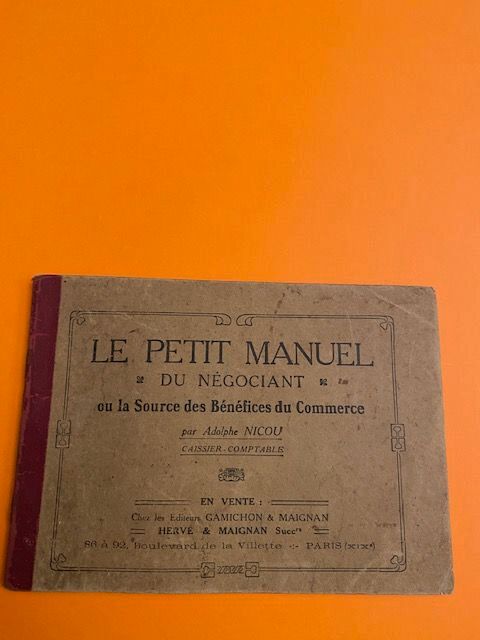 LE PETIT MANUEL
DU NÉGOCIANT
ou la Source des Bénéfices du Commerce
par Adolphe NICOU
CAISSIER-COMPTABLE
EN VENTE :
Chez les Editeurs GAMICHON & MAIGNAN
HERVÉ & MAIGNAN Succrs
86 à 92, Boulevard de la Villette -:- PARIS (XIXe)